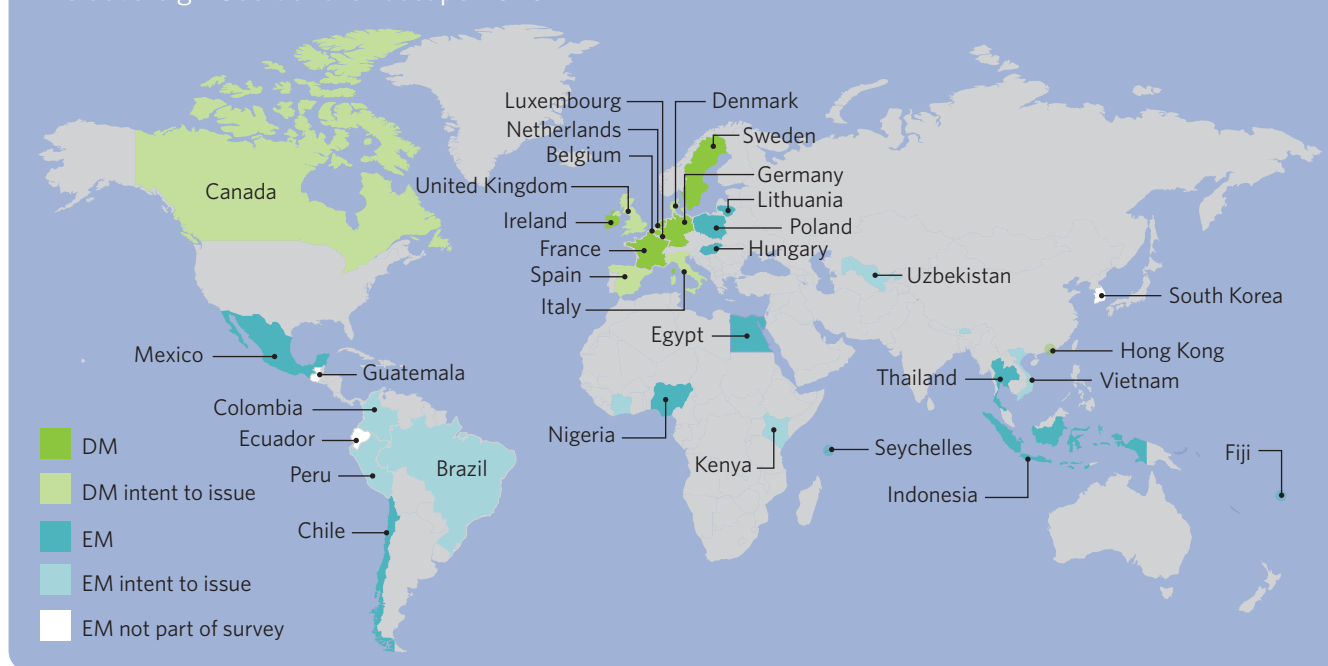 Luxembourg
Denmark
Netherlands
Sweden
Belgium
Germany
Canada
United Kingdom
Lithuania
Ireland
Poland
France
Hungary
Spain
Uzbekistan
Italy
South Korea
Egypt
Mexico
Hong Kong
Guatemala
Thailand
Vietnam
Colombia
Nigeria
Ecuador
Seychelles
Fiji
Kenya
Peru
Brazil
Indonesia
Chile
DM
DM intent to issue
EM
EM intent to issue
EM not part of survey